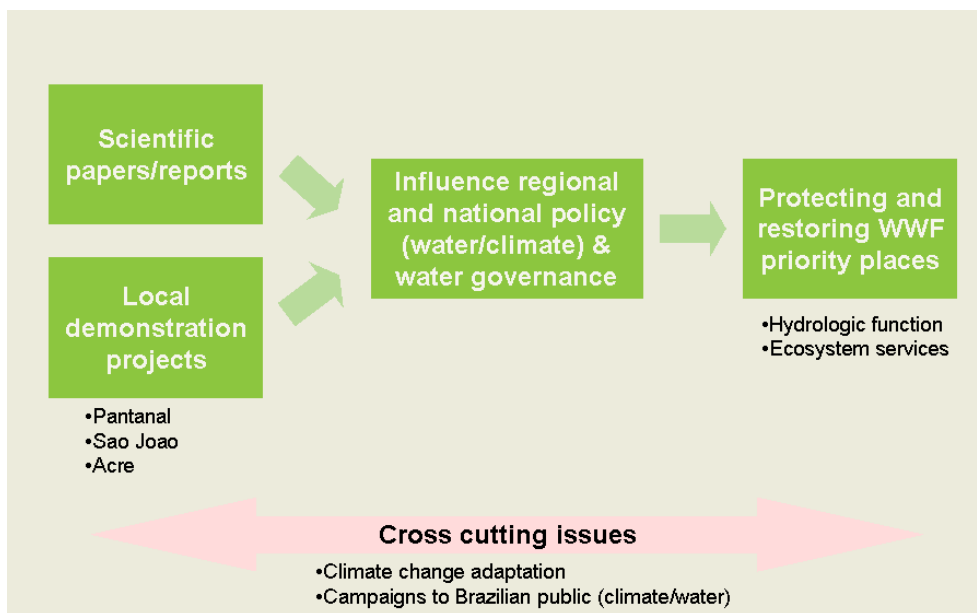 Scientific
papers/reports
Local
demonstration
projects
•Pantanal
•Sao Joao
•Acre
Influence regional
and national policy
(water/climate) &
water governance
Protecting and
restoring WWF
priority places
•Hydrologic function
•Ecosystem services
Cross cutting issues
•Climate change adaptation
•Campaigns to Brazilian public (climate/water)